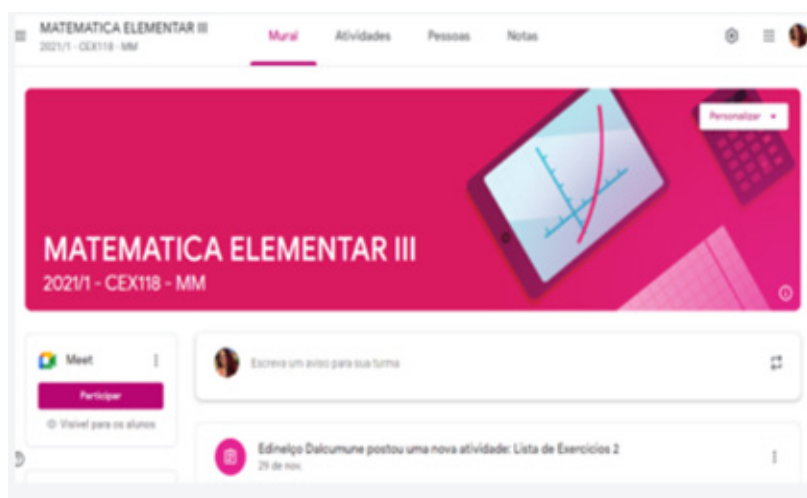 MATEMATICA ELEMENTAR III
2021/1 - CEX118 - MM
Mural
Atividades
Pessoas
Notas
Personalizar
MATEMATICA ELEMENTAR III
2021/1 - CEX118 - MM
Meet
Participar
Visível para os alunos
Escreva um aviso para sua turma
Edinelço Dalcumune postou uma nova atividade: Lista de Exercícios 2
29 de nov.